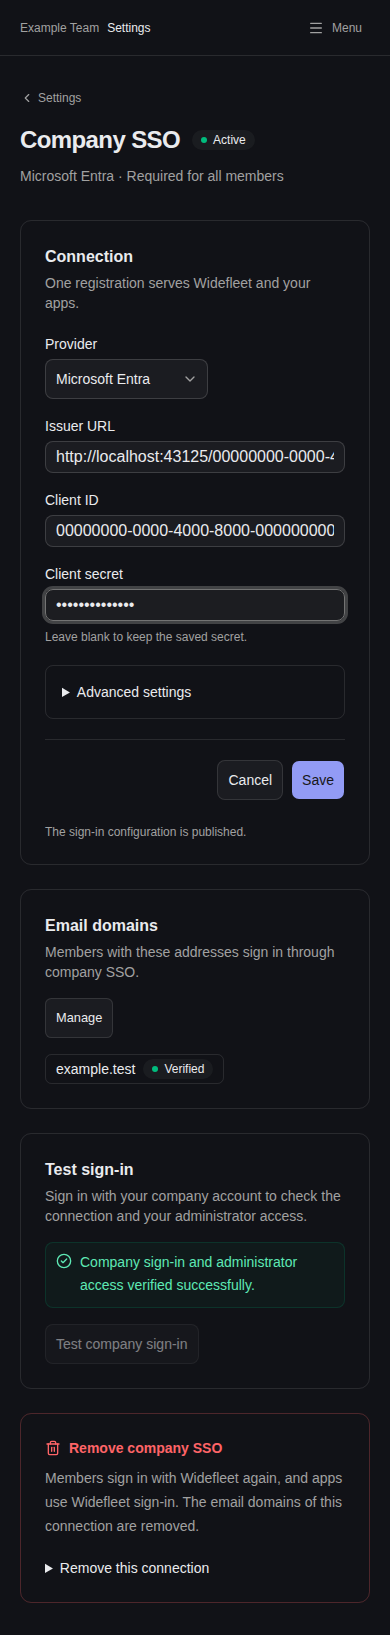 Example Team Settings
Menu
Settings
Company SSO
Active
Microsoft Entra · Required for all members
Connection
One registration serves Widefleet and your
apps.
Provider
Microsoft Entra
Issuer URL
http://localhost:43125/00000000-0000-4
Client ID
00000000-0000-4000-8000-000000000
Client secret
••••••••••••••
Leave blank to keep the saved secret.
Advanced settings
Cancel
Save
The sign-in configuration is published.
Email domains
Members with these addresses sign in through
company SSO.
Manage
example.test
Verified
Test sign-in
Sign in with your company account to check the
connection and your administrator access.
Company sign-in and administrator
access verified successfully.
Test company sign-in
Remove company SSO
Members sign in with Widefleet again, and apps
use Widefleet sign-in. The email domains of this
connection are removed.
Remove this connection